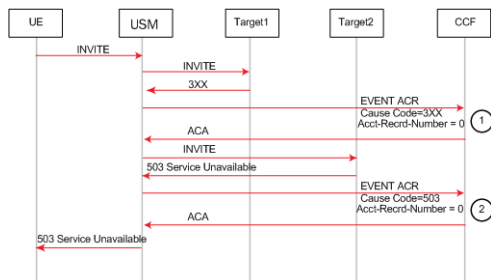 UE
USM
Target1
Target2
CCF
INVITE
INVITE
3XX
EVENT ACR
Cause Code=3XX
Acct-Recrd-Number = 0
1
ACA
INVITE
503 Service Unavailable
EVENT ACR
Cause Code=503
Acct-Recrd-Number = 0
2
ACA
503 Service Unavailable